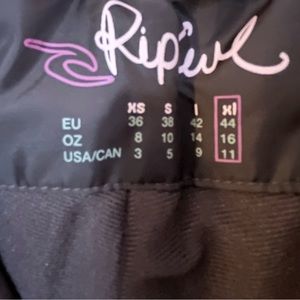 Rip Curl
XS S l xl
EU 36 38 42 44
OZ 8 10 14 16
USA/CAN 3 5 9 11